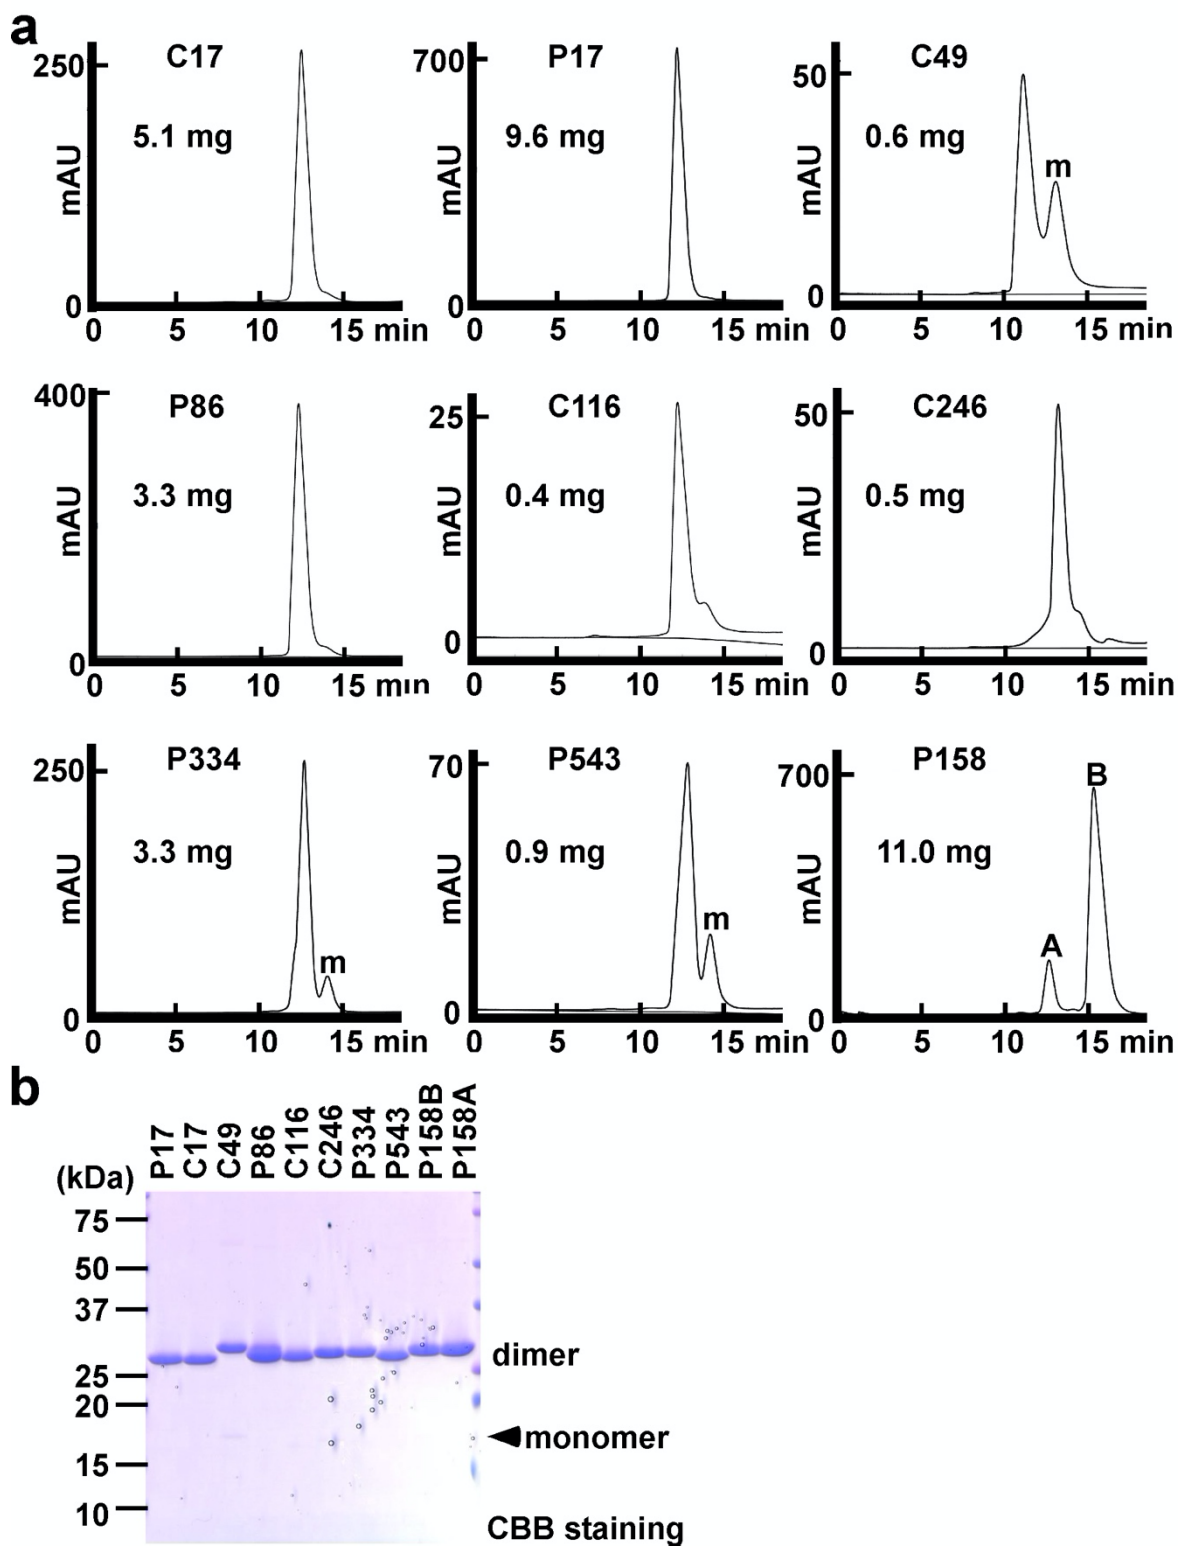 a
C17
250
5.1 mg
mAU
0
0 5 10 15 min
P17
700
9.6 mg
mAU
0
0 5 10 15 min
C49
50
0.6 mg
m
mAU
0
0 5 10 15 min
P86
400
3.3 mg
mAU
0
0 5 10 15 min
C116
25
0.4 mg
mAU
0
0 5 10 15 min
C246
50
0.5 mg
mAU
0
0 5 10 15 min
P334
250
3.3 mg
mAU
m
0
0 5 10 15 min
P543
70
0.9 mg
mAU
m
0
0 5 10 15 min
P158
700
B
11.0 mg
mAU
A
0
0 5 10 15 min
b
P17 C17 C49 P86 C116 C246 P334 P543 P158B P158A
(kDa)
75
50
37
dimer
25
20
monomer
15
10
CBB staining